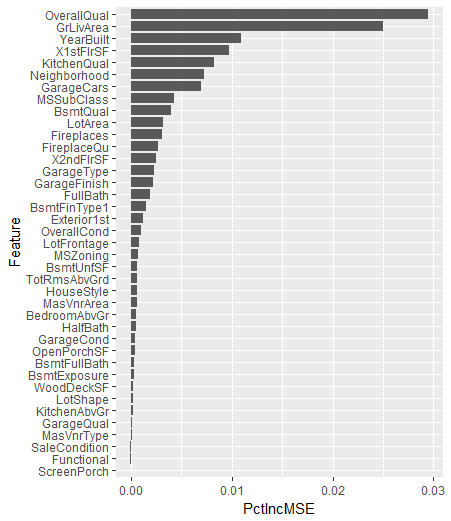 OverallQual
GrLivArea
YearBuilt
X1stFlrSF
KitchenQual
Neighborhood
GarageCars
MSSubClass
BsmtQual
LotArea
Fireplaces
FireplaceQu
X2ndFlrSF
GarageType
GarageFinish
FullBath
BsmtFinType1
Exterior1st
OverallCond
LotFrontage
MSZoning
BsmtUnfSF
TotRmsAbvGrd
HouseStyle
MasVnrArea
BedroomAbvGr
HalfBath
GarageCond
OpenPorchSF
BsmtFullBath
BsmtExposure
WoodDeckSF
LotShape
KitchenAbvGr
GarageQual
MasVnrType
SaleCondition
Functional
ScreenPorch
Feature
0.00 0.01 0.02 0.03
PctIncMSE